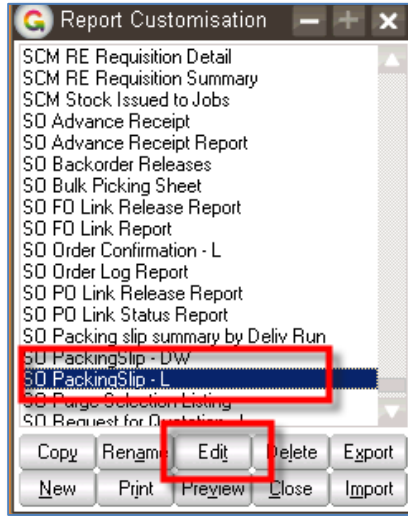 Report Customisation
SCM RE Requisition Detail
SCM RE Requisition Summary
SCM Stock Issued to Jobs
SO Advance Receipt
SO Advance Receipt Report
SO Backorder Releases
SO Bulk Picking Sheet
SO FO Link Release Report
SO FO Link Report
SO Order Confirmation - L
SO Order Log Report
SO PO Link Release Report
SO PO Link Status Report
SO Packing slip summary by Deliv Run
SO PackingSlip - DW
SO PackingSlip - L
SO Purge Selection Listing
SO Request for Quotation - L
Copy Rename Edit Delete Export
New Print Preview Close Import